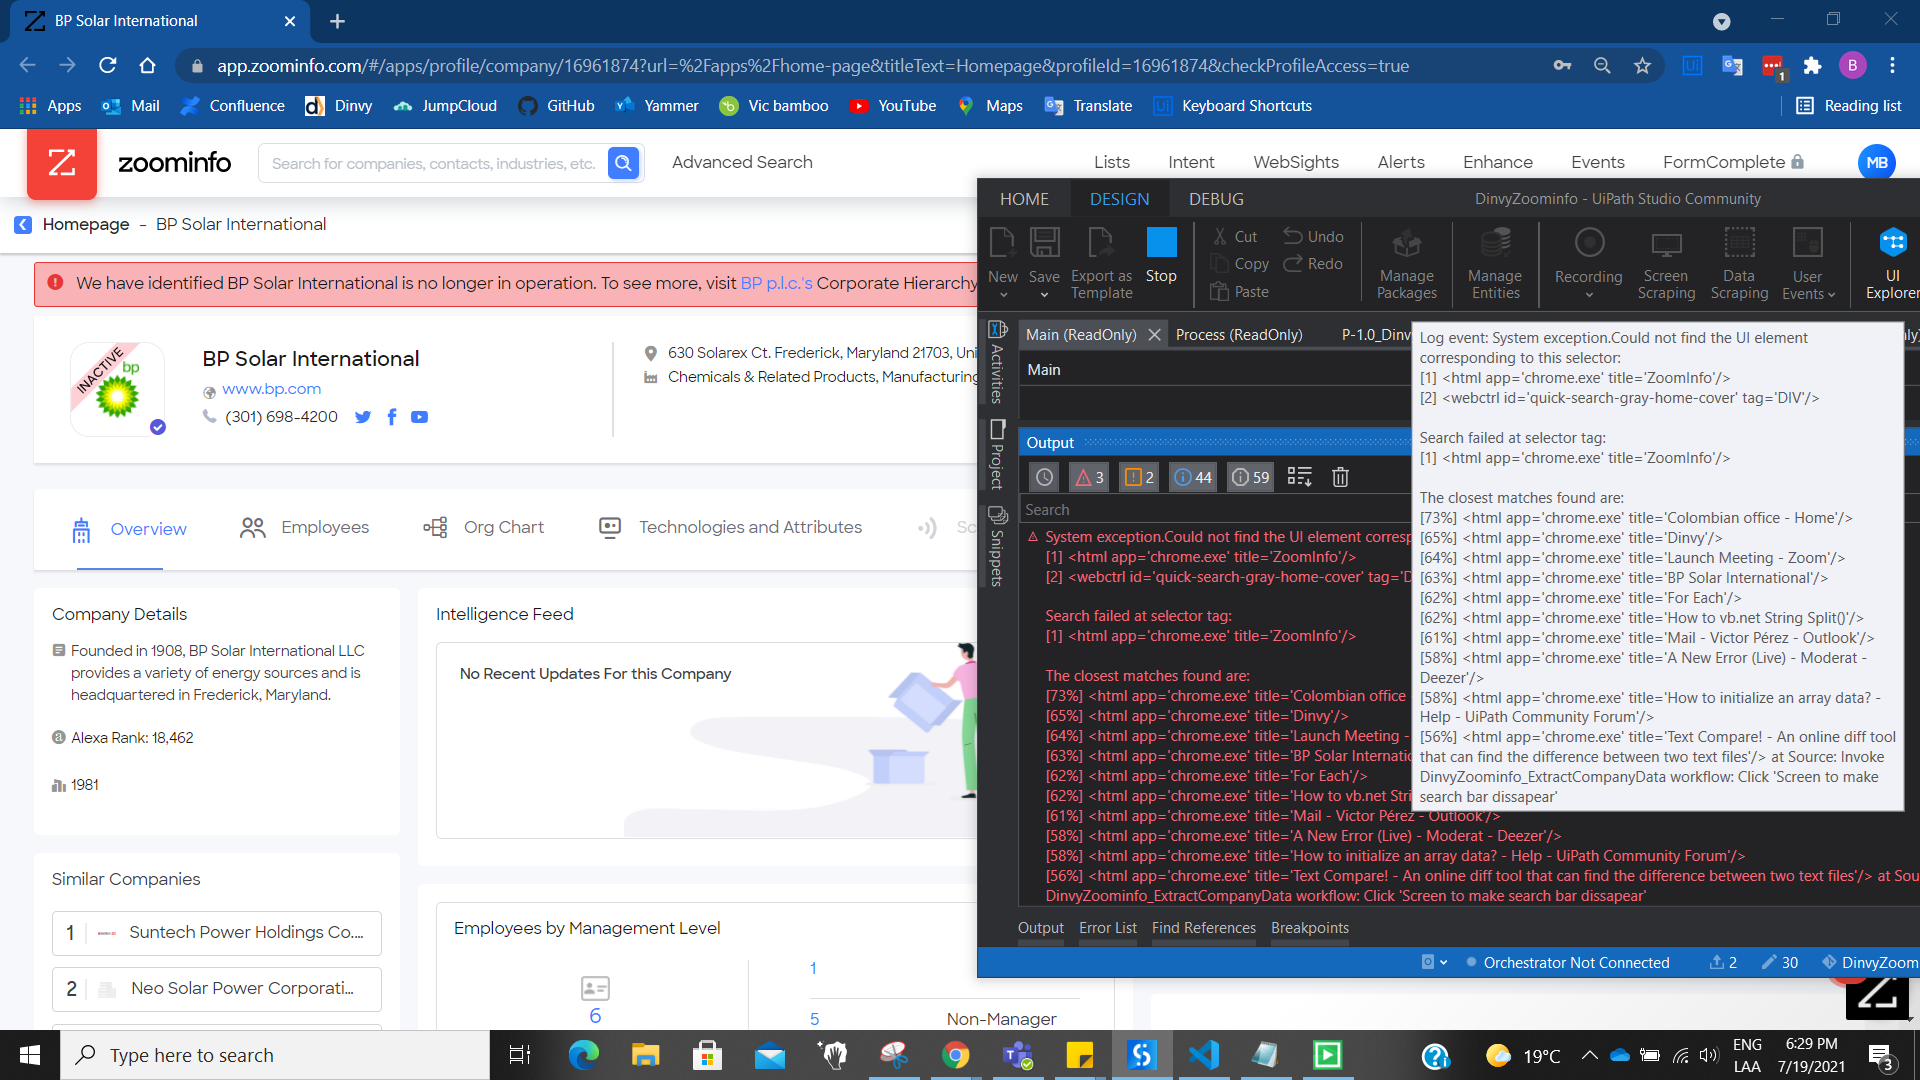 BP Solar International
app.zoominfo.com/#/apps/profile/company/16961874?url=%2Fapps%2Fhome-page&titleText=Homepage&profileId=16961874&checkProfileAccess=true
1
B
Apps
Mail
Confluence
Dinvy
JumpCloud
GitHub
Yammer
Vic bamboo
YouTube
Maps
Translate
Keyboard Shortcuts
Reading list
zoominfo
Search for companies, contacts, industries, etc.
Advanced Search
Lists
Intent
WebSights
Alerts
Enhance
Events
FormComplete
MB
Homepage - BP Solar International
We have identified BP Solar International is no longer in operation. To see more, visit BP p.l.c.'s Corporate Hierarchy
INACTIVE
bp
BP Solar International
www.bp.com
(301) 698-4200
630 Solarex Ct. Frederick, Maryland 21703, Uni
Chemicals & Related Products, Manufacturing
Overview
Employees
Org Chart
Technologies and Attributes
Sc
Company Details
Founded in 1908, BP Solar International LLC
provides a variety of energy sources and is
headquartered in Frederick, Maryland.
Alexa Rank: 18,462
1981
Intelligence Feed
No Recent Updates For this Company
Similar Companies
1 Suntech Power Holdings Co....
2 Neo Solar Power Corporati...
Employees by Management Level
6
1
5 Non-Manager
HOME
DESIGN
DEBUG
DinvyZoominfo - UiPath Studio Community
New
Save
Export as
Template
Stop
Cut
Copy
Paste
Undo
Redo
Manage
Packages
Manage
Entities
Recording
Screen
Scraping
Data
Scraping
User
Events
UI
Explorer
Activities
Project
Snippets
Main (ReadOnly)
Process (ReadOnly)
P-1.0_Dinv
ly)
Main
Output
3
2
44
59
Search
System exception.Could not find the UI element corresp
[1] <html app='chrome.exe' title='ZoomInfo'/>
[2] <webctrl id='quick-search-gray-home-cover' tag='D
Search failed at selector tag:
[1] <html app='chrome.exe' title='ZoomInfo'/>
The closest matches found are:
[73%] <html app='chrome.exe' title='Colombian office
[65%] <html app='chrome.exe' title='Dinvy'/>
[64%] <html app='chrome.exe' title='Launch Meeting -
[63%] <html app='chrome.exe' title='BP Solar Internatio
[62%] <html app='chrome.exe' title='For Each'/>
[62%] <html app='chrome.exe' title='How to vb.net Stri
[61%] <html app='chrome.exe' title='Mail - Victor Pérez - Outlook'/>
[58%] <html app='chrome.exe' title='A New Error (Live) - Moderat - Deezer'/>
[58%] <html app='chrome.exe' title='How to initialize an array data? - Help - UiPath Community Forum'/>
[56%] <html app='chrome.exe' title='Text Compare! - An online diff tool that can find the difference between two text files'/> at Sou
DinvyZoominfo_ExtractCompanyData workflow: Click 'Screen to make search bar dissapear'
Log event: System exception.Could not find the UI element
corresponding to this selector:
[1] <html app='chrome.exe' title='ZoomInfo'/>
[2] <webctrl id='quick-search-gray-home-cover' tag='DIV'/>
Search failed at selector tag:
[1] <html app='chrome.exe' title='ZoomInfo'/>
The closest matches found are:
[73%] <html app='chrome.exe' title='Colombian office - Home'/>
[65%] <html app='chrome.exe' title='Dinvy'/>
[64%] <html app='chrome.exe' title='Launch Meeting - Zoom'/>
[63%] <html app='chrome.exe' title='BP Solar International'/>
[62%] <html app='chrome.exe' title='For Each'/>
[62%] <html app='chrome.exe' title='How to vb.net String Split()'/>
[61%] <html app='chrome.exe' title='Mail - Victor Pérez - Outlook'/>
[58%] <html app='chrome.exe' title='A New Error (Live) - Moderat -
Deezer'/>
[58%] <html app='chrome.exe' title='How to initialize an array data? -
Help - UiPath Community Forum'/>
[56%] <html app='chrome.exe' title='Text Compare! - An online diff tool
that can find the difference between two text files'/> at Source: Invoke
DinvyZoominfo_ExtractCompanyData workflow: Click 'Screen to make
search bar dissapear'
Output
Error List
Find References
Breakpoints
Orchestrator Not Connected
2
30
DinvyZoom
Type here to search
19°C
ENG
LAA
6:29 PM
7/19/2021
3